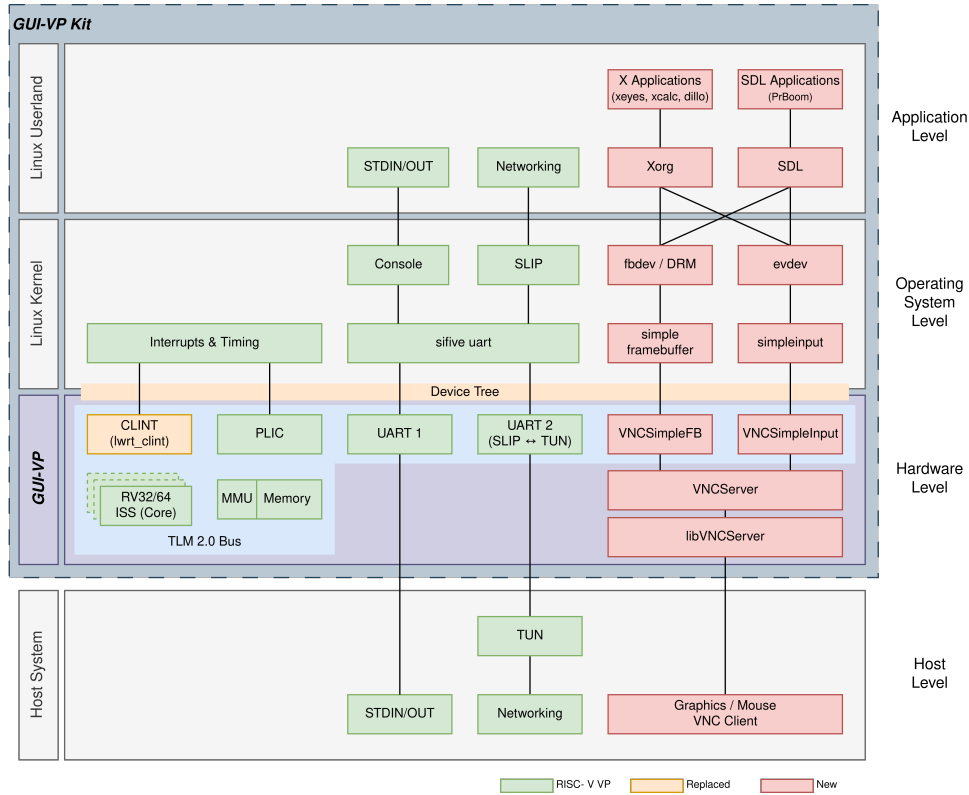 GUI-VP Kit
Linux Userland
X Applications
(xeyes, xcalc, dillo)
SDL Applications
(PrBoom)
Application
Level
STDIN/OUT
Networking
Xorg
SDL
Linux Kernel
Console
SLIP
fbdev / DRM
evdev
Operating
System
Level
Interrupts & Timing
sifive uart
simple
framebuffer
simpleinput
Device Tree
GUI-VP
CLINT
(lwrt_clint)
PLIC
UART 1
UART 2
(SLIP ↔ TUN)
VNCSimpleFB
VNCSimpleInput
Hardware
Level
RV32/64
ISS (Core)
MMU
Memory
VNCServer
libVNCServer
TLM 2.0 Bus
Host System
TUN
Host
Level
STDIN/OUT
Networking
Graphics / Mouse
VNC Client
RISC- V VP
Replaced
New